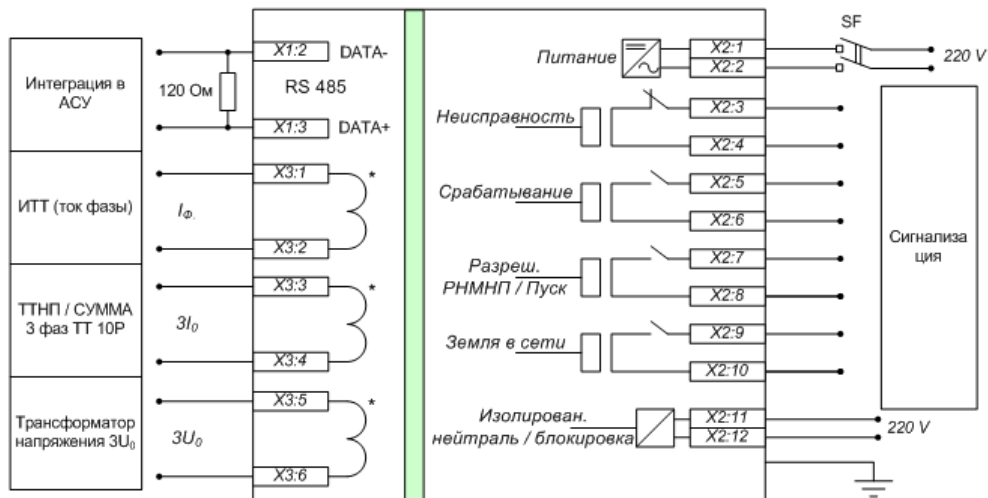 Интеграция в
АСУ
120 Ом
X1:2
DATA-
RS 485
X1:3
DATA+
ИТТ (ток фазы)
IФ.
X3:1
*
X3:2
ТТНП / СУММА
3 фаз ТТ 10Р
3I0
X3:3
*
X3:4
Трансформатор
напряжения 3U0
3U0
X3:5
*
X3:6
Питание
X2:1
X2:2
SF
220 V
Неисправность
X2:3
X2:4
Срабатывание
X2:5
X2:6
Разреш.
РНМНП / Пуск
X2:7
X2:8
Земля в сети
X2:9
X2:10
Сигнализа
ция
Изолирован.
нейтраль / блокировка
X2:11
X2:12
220 V